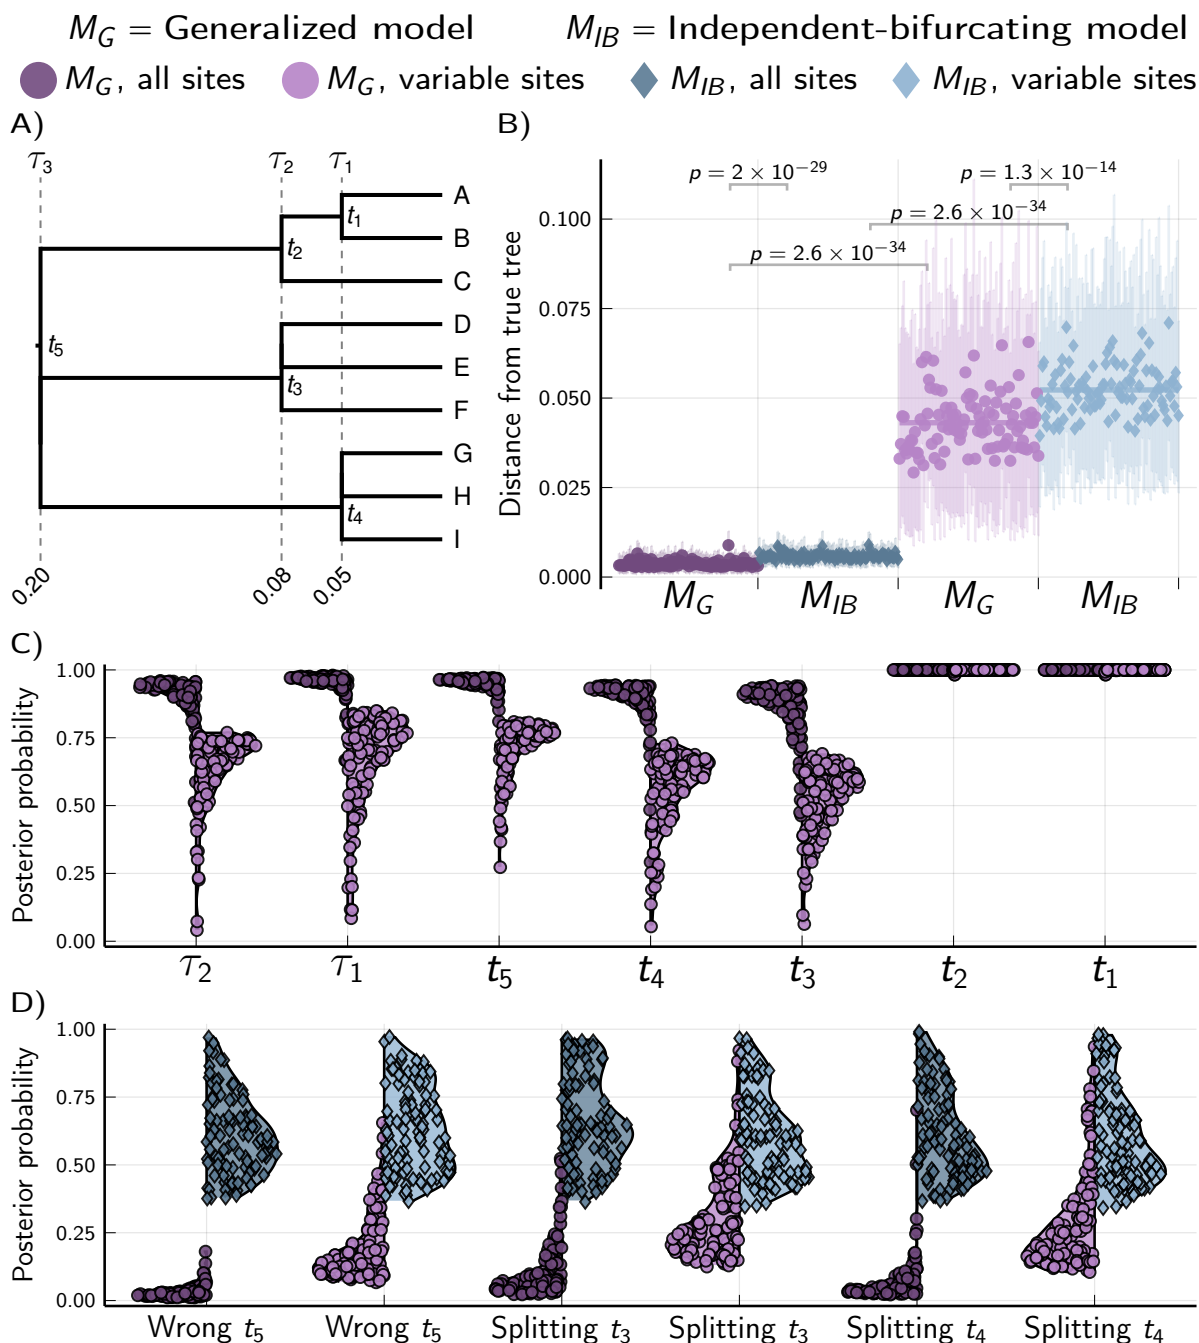 M_G = Generalized model M_IB = Independent-bifurcating model
M_G, all sites M_G, variable sites M_IB, all sites M_IB, variable sites
A)
τ3 τ2 τ1
A
t1
B
t2
C
D
t5
E
t3
F
G
H
t4
I
0.20 0.08 0.05
B)
Distance from true tree
p = 2 × 10^−29 p = 1.3 × 10^−14
p = 2.6 × 10^−34
p = 2.6 × 10^−34
0.100
0.075
0.050
0.025
0.000
M_G M_IB M_G M_IB
C)
Posterior probability
1.00
0.75
0.50
0.25
0.00
τ2 τ1 t5 t4 t3 t2 t1
D)
Posterior probability
1.00
0.75
0.50
0.25
0.00
Wrong t5 Wrong t5 Splitting t3 Splitting t3 Splitting t4 Splitting t4